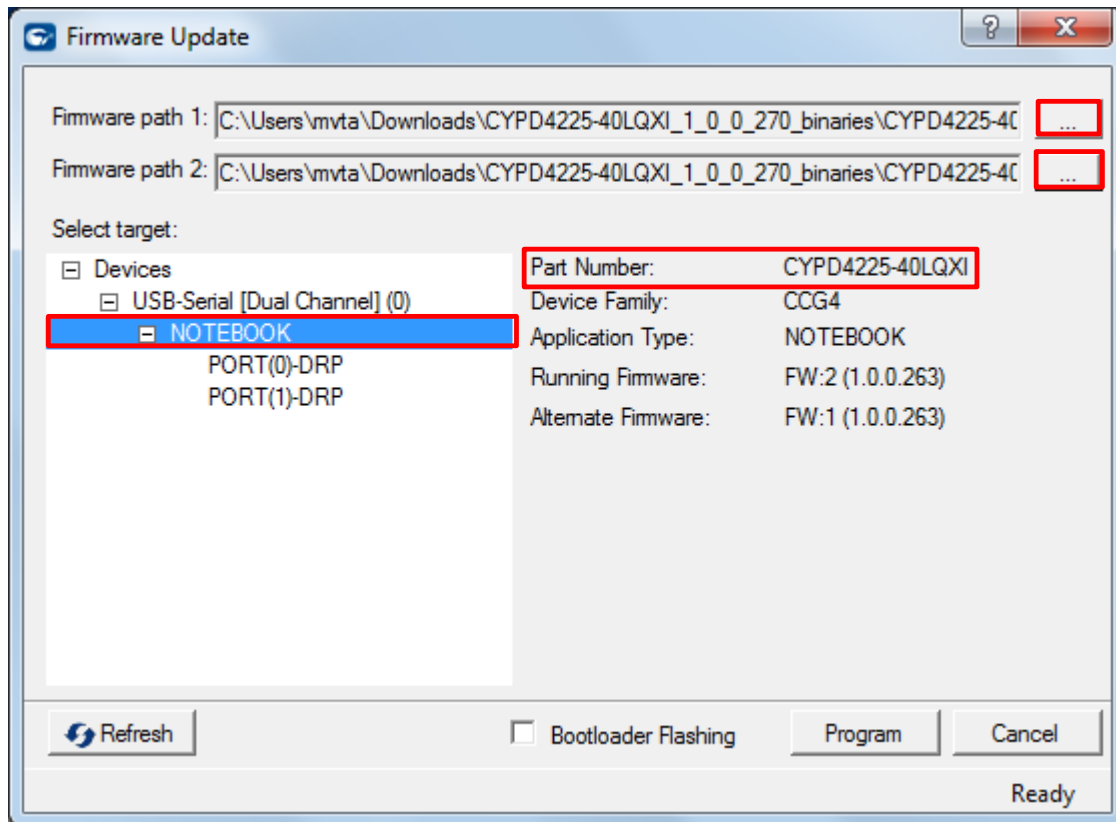 Firmware Update
Firmware path 1: C:\Users\mvta\Downloads\CYPD4225-40LQXI_1_0_0_270_binaries\CYPD4225-40 ...
Firmware path 2: C:\Users\mvta\Downloads\CYPD4225-40LQXI_1_0_0_270_binaries\CYPD4225-40 ...
Select target:
Devices
USB-Serial [Dual Channel] (0)
NOTEBOOK
PORT(0)-DRP
PORT(1)-DRP
Part Number: CYPD4225-40LQXI
Device Family: CCG4
Application Type: NOTEBOOK
Running Firmware: FW:2 (1.0.0.263)
Alternate Firmware: FW:1 (1.0.0.263)
Refresh
Bootloader Flashing
Program
Cancel
Ready